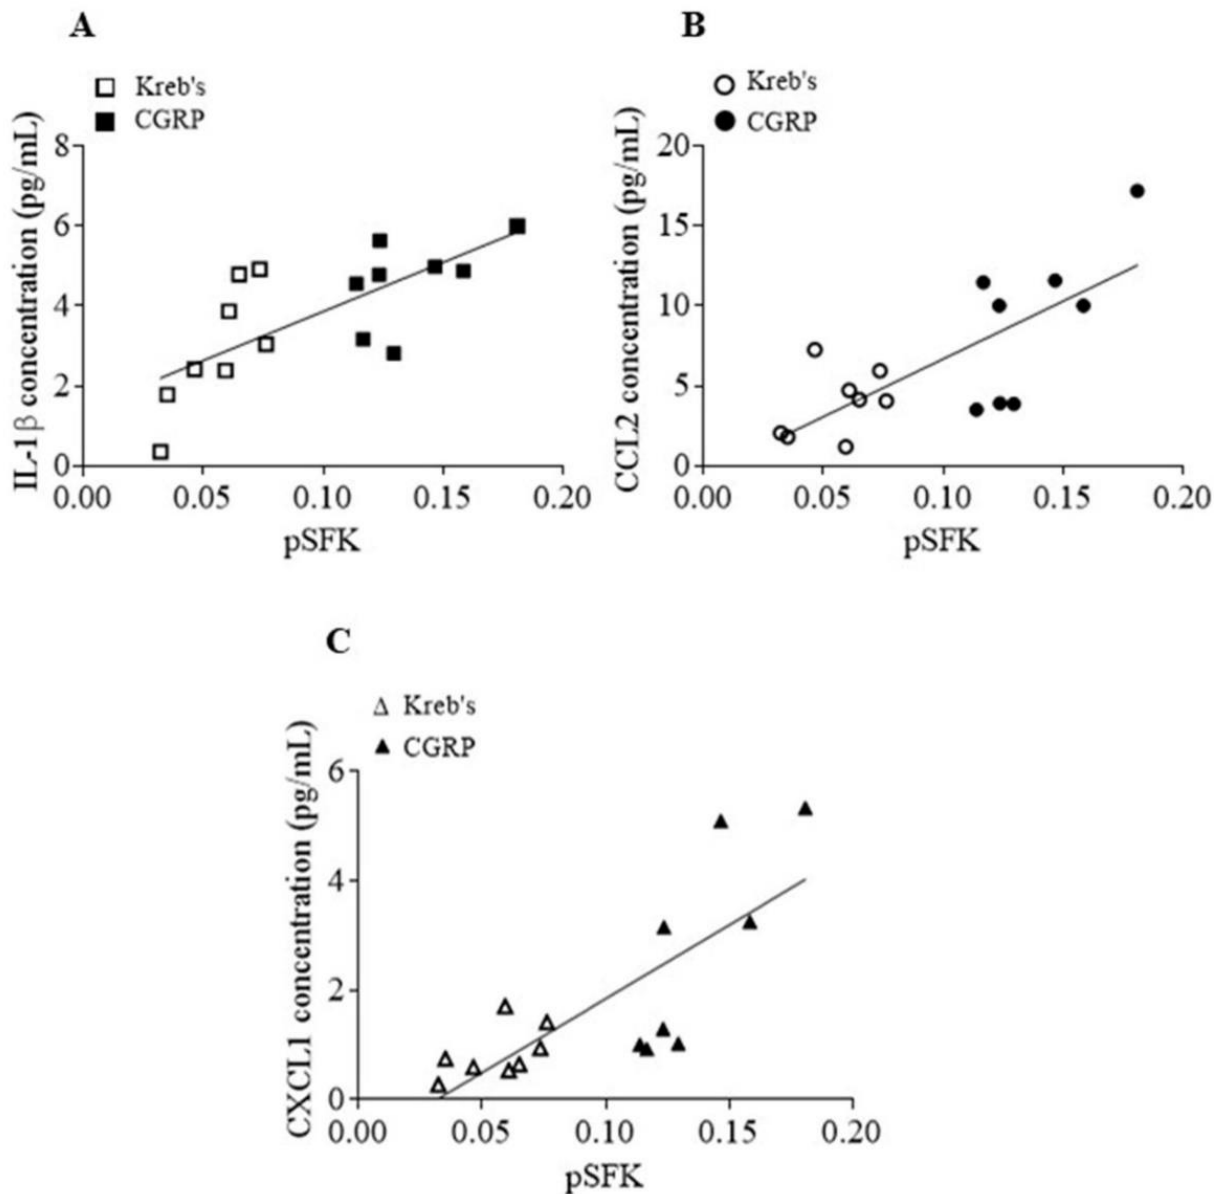 A
Kreb's
CGRP
IL-1β concentration (pg/mL)
8
6
4
2
0
0.00 0.05 0.10 0.15 0.20
pSFK
B
Kreb's
CGRP
CCL2 concentration (pg/mL)
20
15
10
5
0
0.00 0.05 0.10 0.15 0.20
pSFK
C
Kreb's
CGRP
CXCL1 concentration (pg/mL)
6
4
2
0
0.00 0.05 0.10 0.15 0.20
pSFK